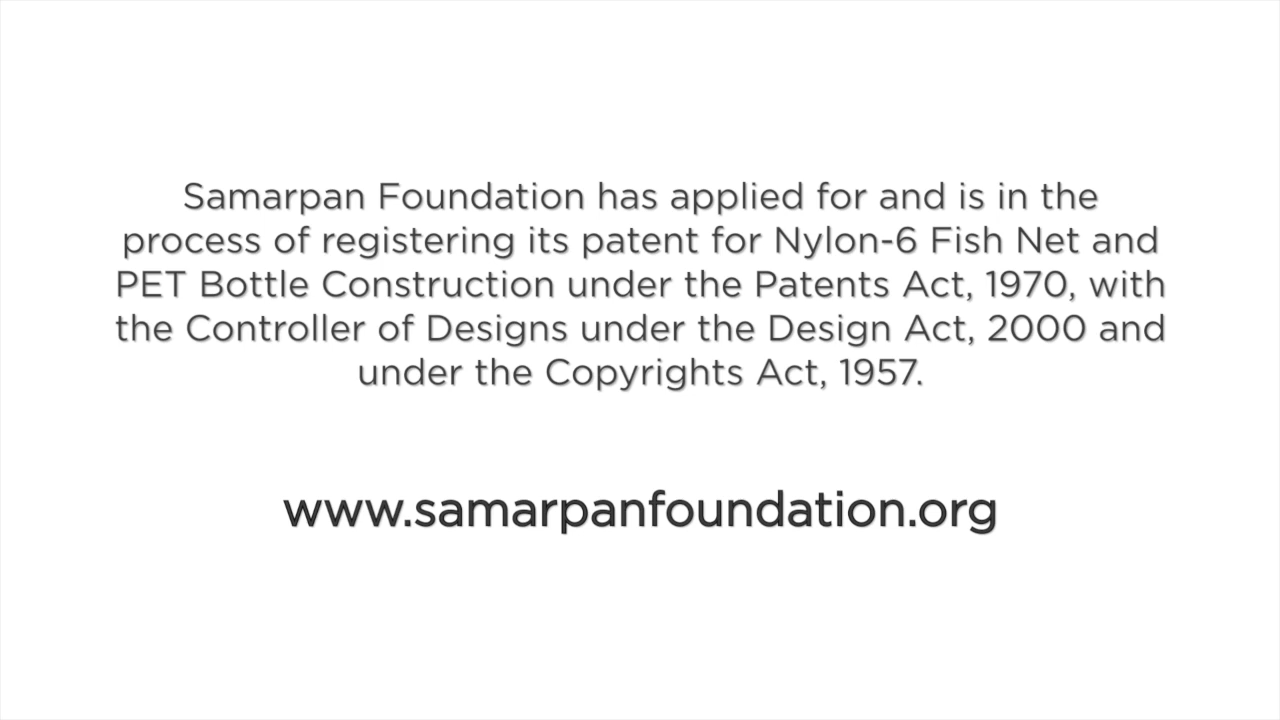 Samarpan Foundation has applied for and is in the
process of registering its patent for Nylon-6 Fish Net and
PET Bottle Construction under the Patents Act, 1970, with
the Controller of Designs under the Design Act, 2000 and
under the Copyrights Act, 1957.
www.samarpanfoundation.org